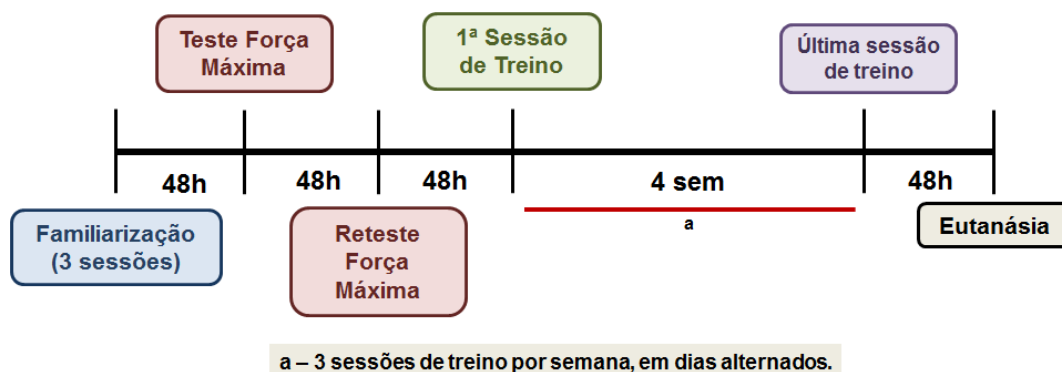 Teste Força
Máxima
1ª Sessão
de Treino
Última sessão
de treino
48h
48h
48h
4 sem
48h
a
Familiarização
(3 sessões)
Reteste
Força
Máxima
Eutanásia
a – 3 sessões de treino por semana, em dias alternados.